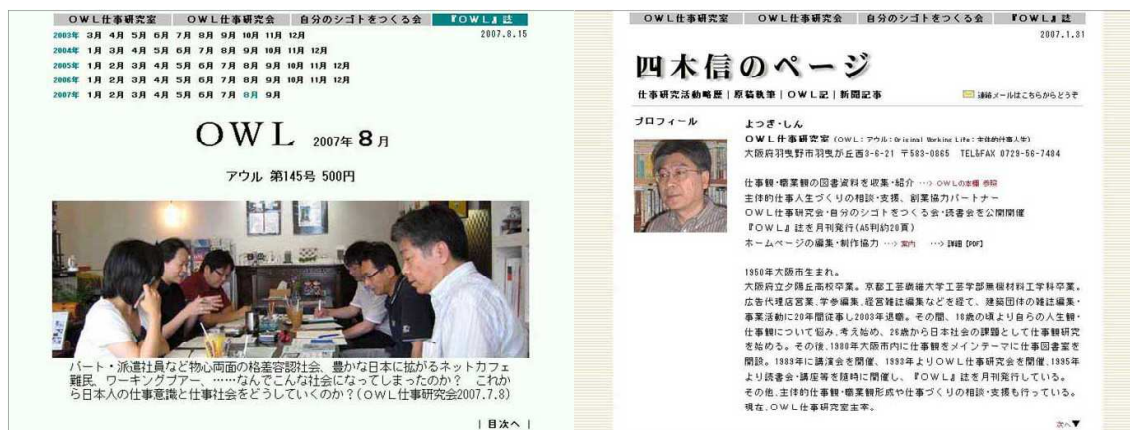 OWL仕事研究室 OWL仕事研究会 自分のシゴトをつくる会 『OWL』誌
2003年 3月 4月 5月 6月 7月 8月 9月 10月 11月 12月
2007.8.15
2004年 1月 3月 4月 5月 6月 7月 8月 9月 10月 11月 12月
2005年 1月 2月 3月 4月 5月 6月 7月 8月 9月 10月 11月 12月
2006年 1月 2月 3月 4月 5月 6月 7月 8月 9月 10月 11月 12月
2007年 1月 2月 3月 4月 5月 6月 7月 8月 9月
OWL 2007年 8月
アウル 第145号 500円
パート・派遣社員など物心両面の格差容認社会、豊かな日本に拡がるネットカフェ
難民、ワーキングプアー、……なんでこんな社会になってしまったのか? これか
ら日本人の仕事意識と仕事社会をどうしていくのか?(OWL仕事研究会2007.7.8)
| 目次へ |
OWL仕事研究室 OWL仕事研究会 自分のシゴトをつくる会 『OWL』誌
2007.1.31
四木信のページ
仕事研究活動略歴|原稿執筆|OWL記|新聞記事
連絡メールはこちらからどうぞ
プロフィール
よつぎ・しん
OWL仕事研究室 (OWL:アウル:Original Working Life:主体的仕事人生)
大阪府羽曳野市羽曳が丘西3-6-21 〒583-0865 TEL&FAX 0729-56-7484
仕事観・職業観の図書資料を収集・紹介 …> OWLの本棚 参照
主体的仕事人生づくりの相談・支援、創業協力パートナー
OWL仕事研究会・自分のシゴトをつくる会・読書会を公開開催
『OWL』誌を月刊発行(A5判約20頁)
ホームページの編集・制作協力 …> 案内 …> 詳細 [PDF]
1950年大阪市生まれ。
大阪府立夕陽丘高校卒業。京都工芸繊維大学工芸学部無機材料工学科卒業。
広告代理店営業、学参編集、経営雑誌編集などを経て、建築団体の雑誌編集・
事業活動に20年間従事し2003年退職。その間、18歳の頃より自らの人生観・
仕事観について悩み、考え始め、26歳から日本社会の課題として仕事観研究
を始める。その後、1980年大阪市内に仕事観をメインテーマに仕事図書室を
開設。1989年に講演会を開催、1993年よりOWL仕事研究会を開催、1995年
より読書会・講座等を随時に開催し、『OWL』誌を月刊発行している。
その他、主体的仕事観・職業観形成や仕事づくりの相談・支援も行っている。
現在、OWL仕事研究室主宰。
次へ▼